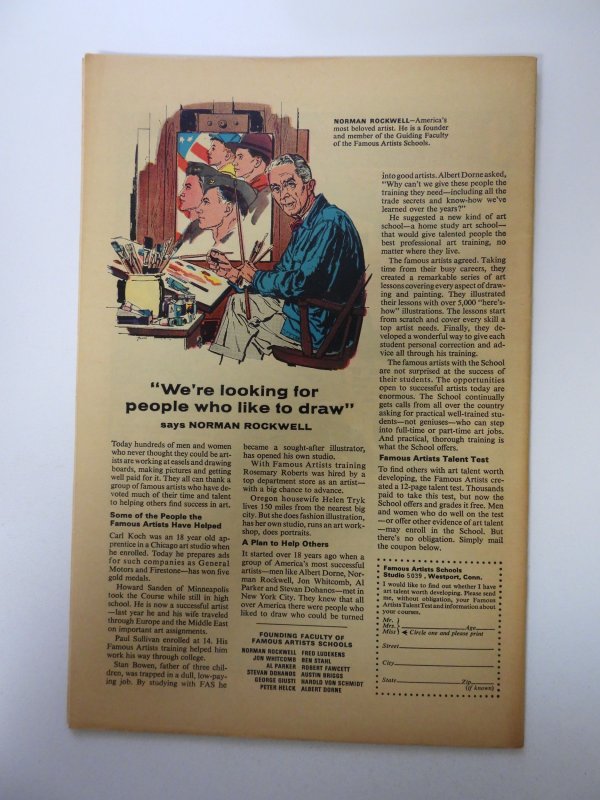 NORMAN ROCKWELL—America's
most beloved artist. He is a founder
and member of the Guiding Faculty
of the Famous Artists Schools.
"We're looking for
people who like to draw"
says NORMAN ROCKWELL
Today hundreds of men and women
who never thought they could be art-
ists are working at easels and drawing
boards, making pictures and getting
well paid for it. They all can thank a
group of famous artists who have de-
voted much of their time and talent
to helping others find success in art.
Some of the People the
Famous Artists Have Helped
Carl Koch was an 18 year old ap-
prentice in a Chicago art studio when
he enrolled. Today he prepares ads
for such companies as General
Motors and Firestone—has won five
gold medals.
Howard Sanden of Minneapolis
took the Course while still in high
school. He is now a successful artist
—last year he and his wife traveled
through Europe and the Middle East
on important art assignments.
Paul Sullivan enrolled at 14. His
Famous Artists training helped him
work his way through college.
Stan Bowen, father of three chil-
dren, was trapped in a dull, low-pay-
ing job. By studying with FAS he
became a sought-after illustrator,
has opened his own studio.
With Famous Artists training
Rosemary Roberts was hired by a
top department store as an artist—
with a big chance to advance.
Oregon housewife Helen Tryk
lives 150 miles from the nearest big
city. But she does fashion illustration,
has her own studio, runs an art work-
shop, does portraits.
A Plan to Help Others
It started over 18 years ago when a
group of America's most successful
artists—men like Albert Dorne, Nor-
man Rockwell, Jon Whitcomb, Al
Parker and Stevan Dohanos—met in
New York City. They knew that all
over America there were people who
liked to draw who could be turned
FOUNDING FACULTY OF
FAMOUS ARTISTS SCHOOLS
NORMAN ROCKWELL FRED LUDEKENS
JON WHITCOMB BEN STAHL
AL PARKER ROBERT FAWCETT
STEVAN DOHANOS AUSTIN BRIGGS
GEORGE GIUSTI HAROLD VON SCHMIDT
PETER HELCK ALBERT DORNE
into good artists. Albert Dorne asked,
"Why can't we give these people the
training they need—including all the
trade secrets and know-how we've
learned over the years?"
He suggested a new kind of art
school—a home study art school—
that would give talented people the
best professional art training, no
matter where they live.
The famous artists agreed. Taking
time from their busy careers, they
created a remarkable series of art
lessons covering every aspect of draw-
ing and painting. They illustrated
their lessons with over 5,000 "here's-
how" illustrations. The lessons start
from scratch and cover every skill a
top artist needs. Finally, they de-
veloped a wonderful way to give each
student personal correction and ad-
vice all through his training.
The famous artists with the School
are not surprised at the success of
their students. The opportunities
open to successful artists today are
enormous. The School continually
gets calls from all over the country
asking for practical well-trained stu-
dents—not geniuses—who can step
into full-time or part-time art jobs.
And practical, thorough training is
what the School offers.
Famous Artists Talent Test
To find others with art talent worth
developing, the Famous Artists cre-
ated a 12-page talent test. Thousands
paid to take this test, but now the
School offers and grades it free. Men
and women who do well on the test
—or offer other evidence of art talent
—may enroll in the School. But
there's no obligation. Simply mail
the coupon below.
Famous Artists Schools
Studio 5039, Westport, Conn.
I would like to find out whether I have
art talent worth developing. Please send
me, without obligation, your Famous
Artists Talent Test and information about
your courses.
Mr.
Mrs. Age
Miss Circle one and please print
Street
City
State Zip
(if known)